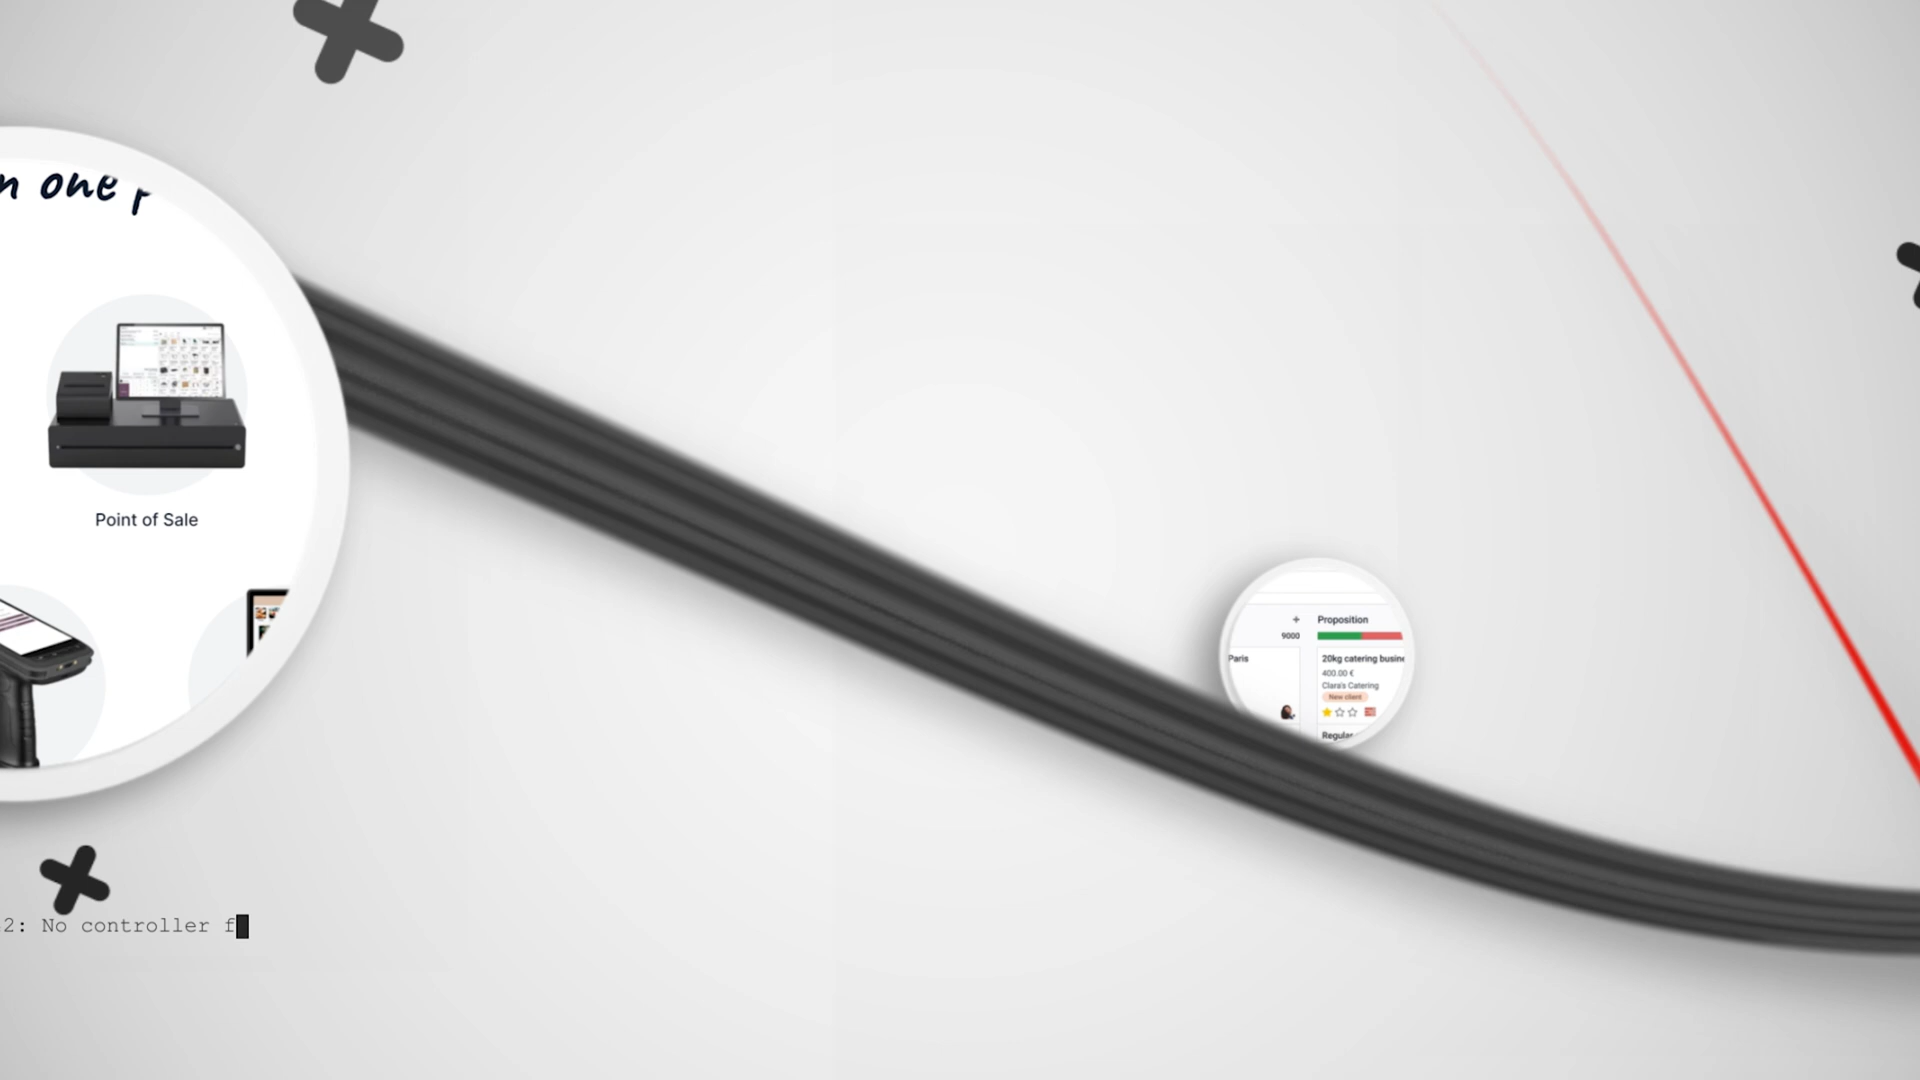 n one
Point of Sale
+ Proposition
9000
Paris
20kg catering busine
400.00 €
Clara's Catering
New client
Regular
2: No controller f